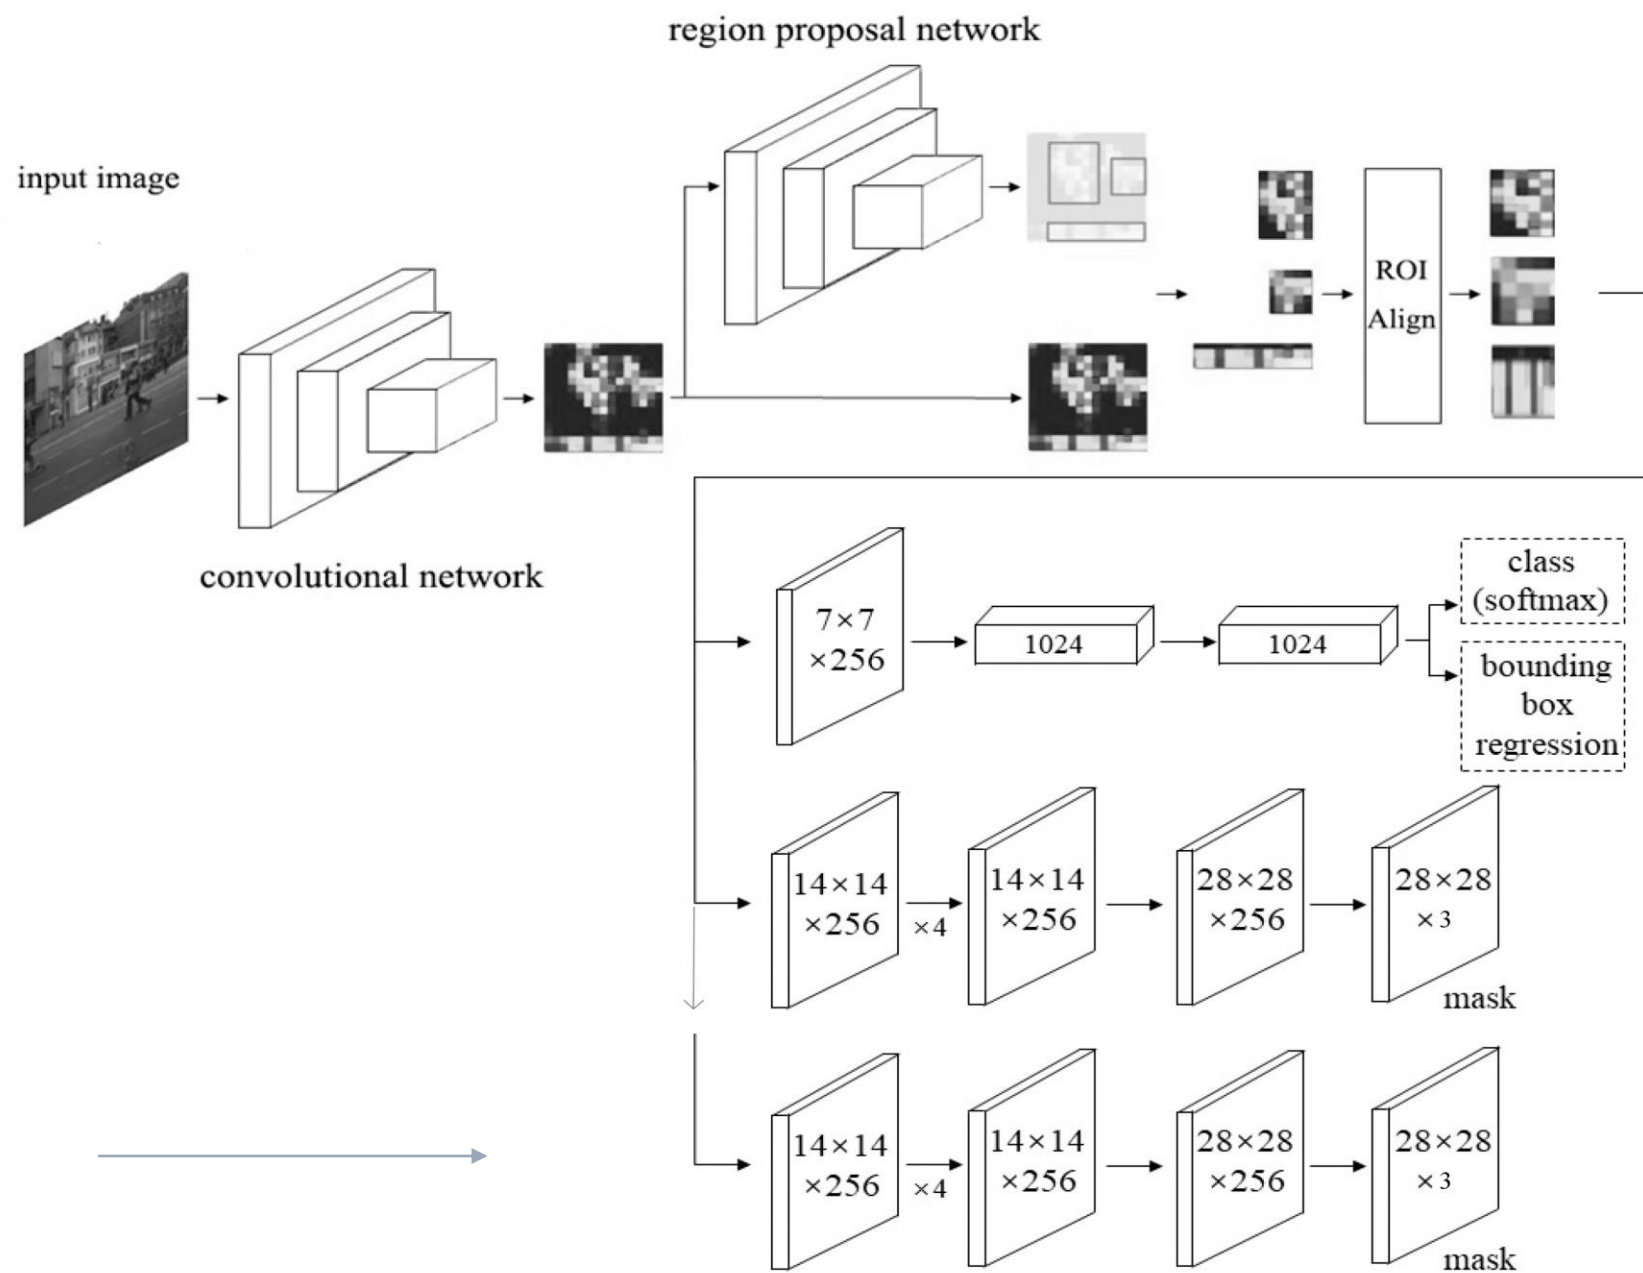 region proposal network
input image
ROI
Align
convolutional network
7×7
×256
1024
1024
class
(softmax)
bounding
box
regression
14×14
×256
×4
14×14
×256
28×28
×256
28×28
×3
mask
14×14
×256
×4
14×14
×256
28×28
×256
28×28
×3
mask